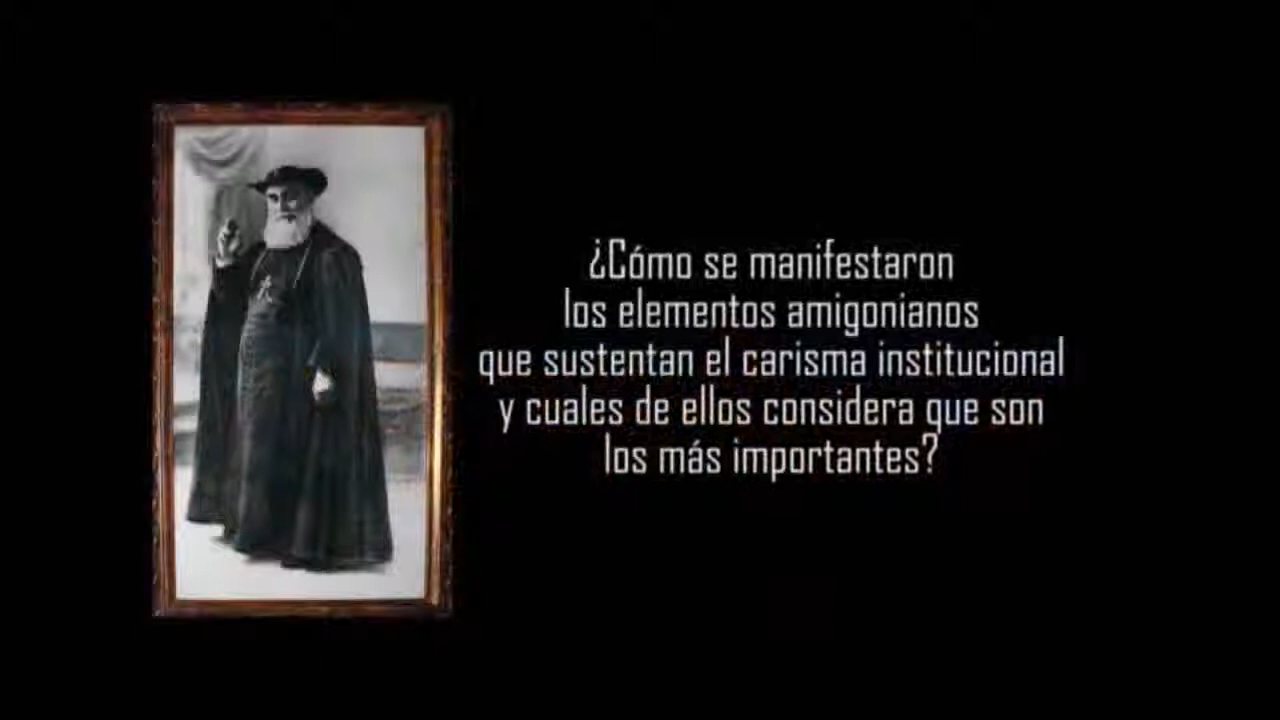 ¿Cómo se manifestaron
los elementos amigonianos
que sustentan el carisma institucional
y cuales de ellos considera que son
los más importantes?